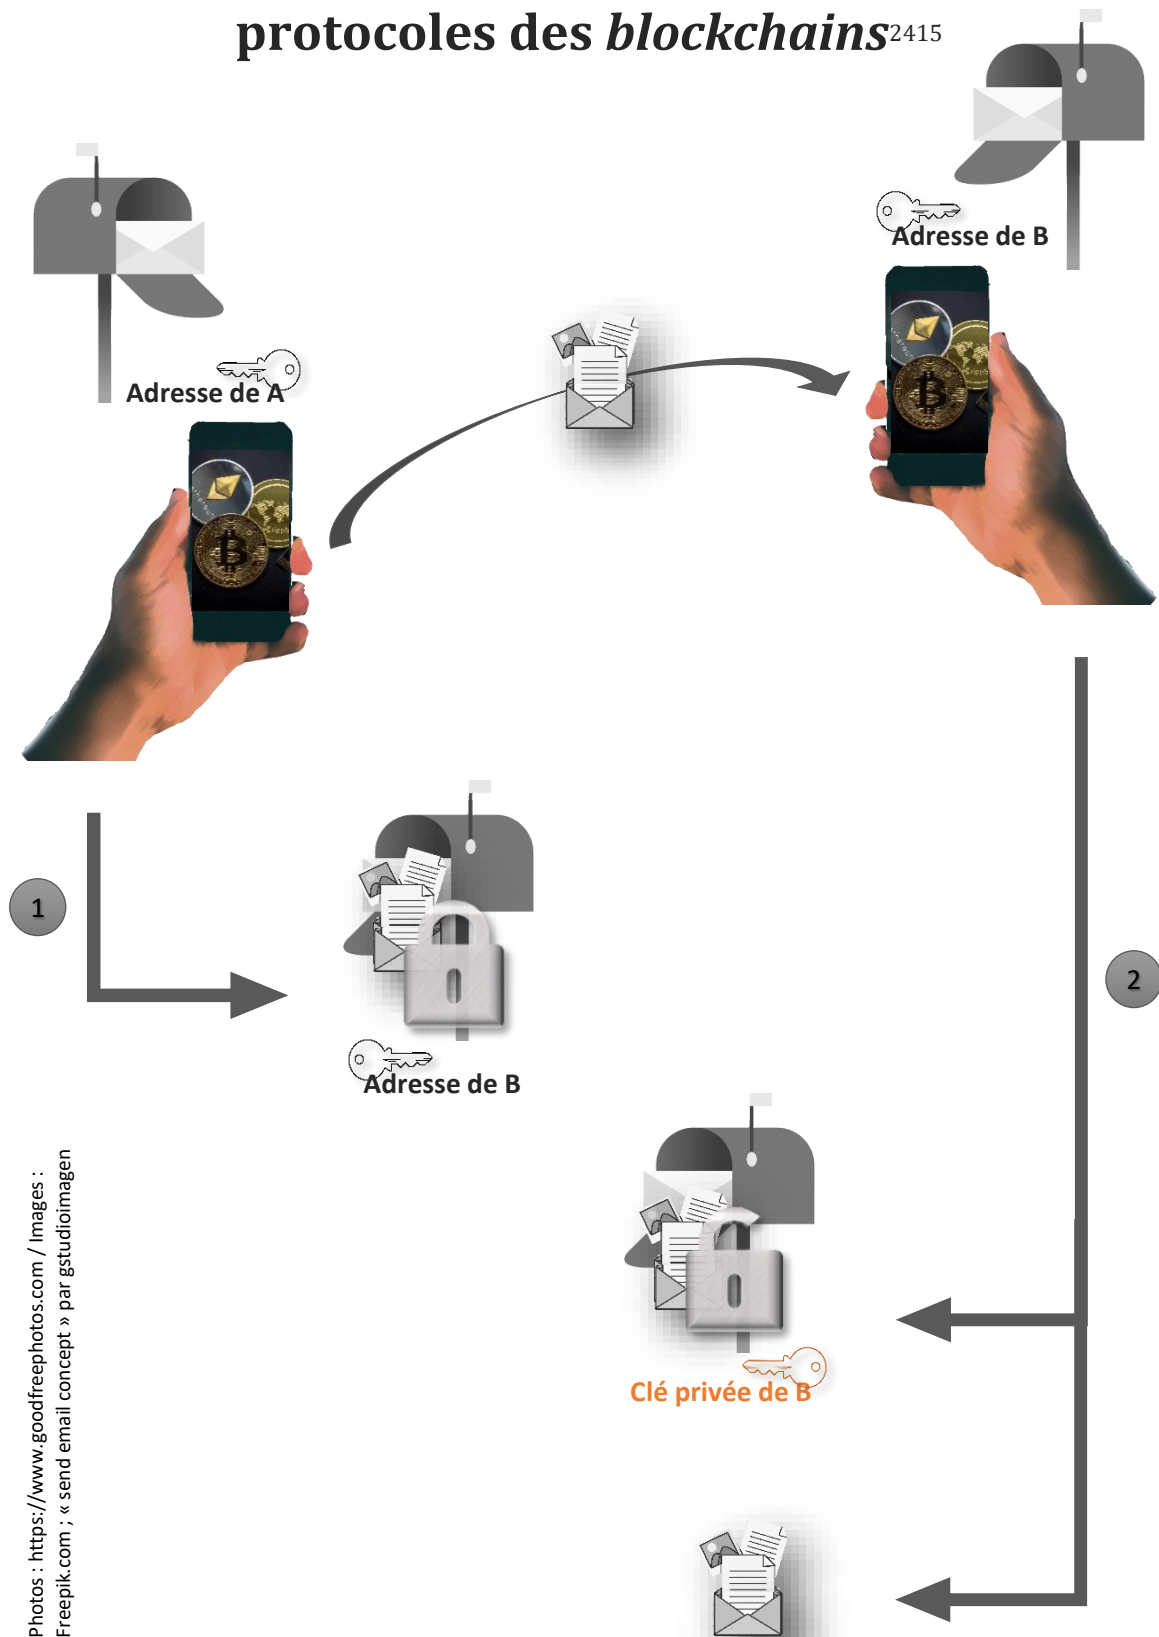 protocoles des blockchains2415
Adresse de B
Adresse de A
1
2
Adresse de B
Clé privée de B
Photos : https://www.goodfreephotos.com / Images :
Freepik.com ; « send email concept » par gstudioimagen